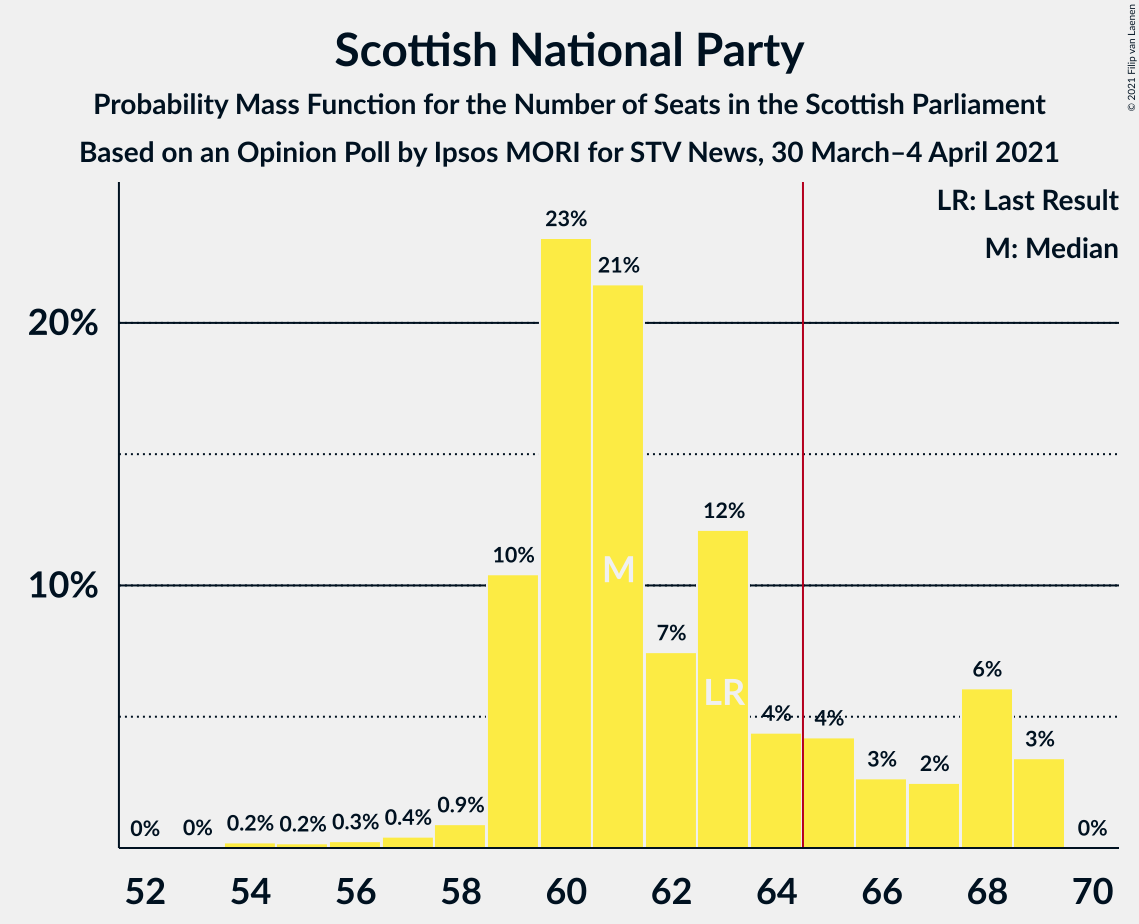 Scottish National Party
Probability Mass Function for the Number of Seats in the Scottish Parliament
Based on an Opinion Poll by Ipsos MORI for STV News, 30 March–4 April 2021
© 2021 Filip van Laenen
LR: Last Result
M: Median
23%
21%
20%
12%
10%
M
10%
7%
6%
LR
4%
4%
3%
3%
2%
0.9%
0.4%
0.3%
0.2%
0.2%
0%
0%
0%
52 54 56 58 60 62 64 66 68 70